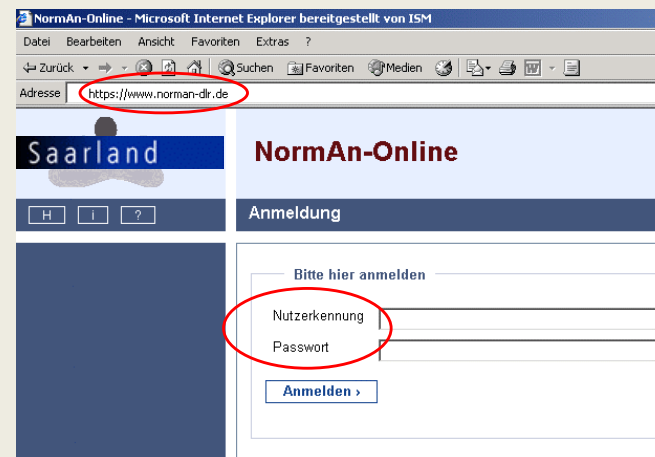 NormAn-Online - Microsoft Internet Explorer bereitgestellt von ISM
Datei Bearbeiten Ansicht Favoriten Extras ?
Zurück Suchen Favoriten Medien
Adresse https://www.norman-dlr.de
Saarland
NormAn-Online
H i ?
Anmeldung
Bitte hier anmelden
Nutzerkennung
Passwort
Anmelden ›